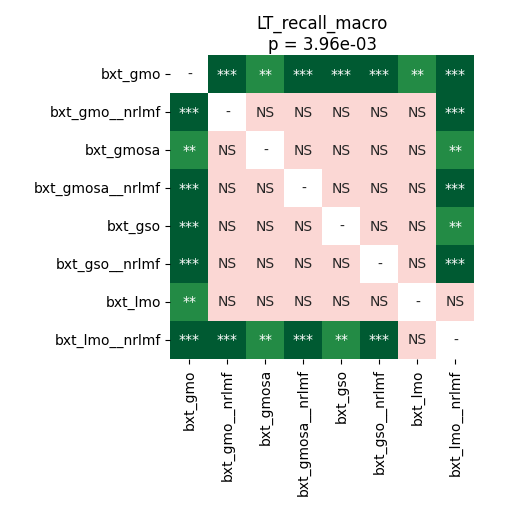 LT_recall_macro
p = 3.96e-03
bxt_gmo - *** ** *** *** *** ** ***
bxt_gmo__nrlmf *** - NS NS NS NS NS ***
bxt_gmosa ** NS - NS NS NS NS **
bxt_gmosa__nrlmf *** NS NS - NS NS NS ***
bxt_gso *** NS NS NS - NS NS **
bxt_gso__nrlmf *** NS NS NS NS - NS ***
bxt_lmo ** NS NS NS NS NS - NS
bxt_lmo__nrlmf *** *** ** *** ** *** NS -
bxt_gmo
bxt_gmo__nrlmf
bxt_gmosa
bxt_gmosa__nrlmf
bxt_gso
bxt_gso__nrlmf
bxt_lmo
bxt_lmo__nrlmf